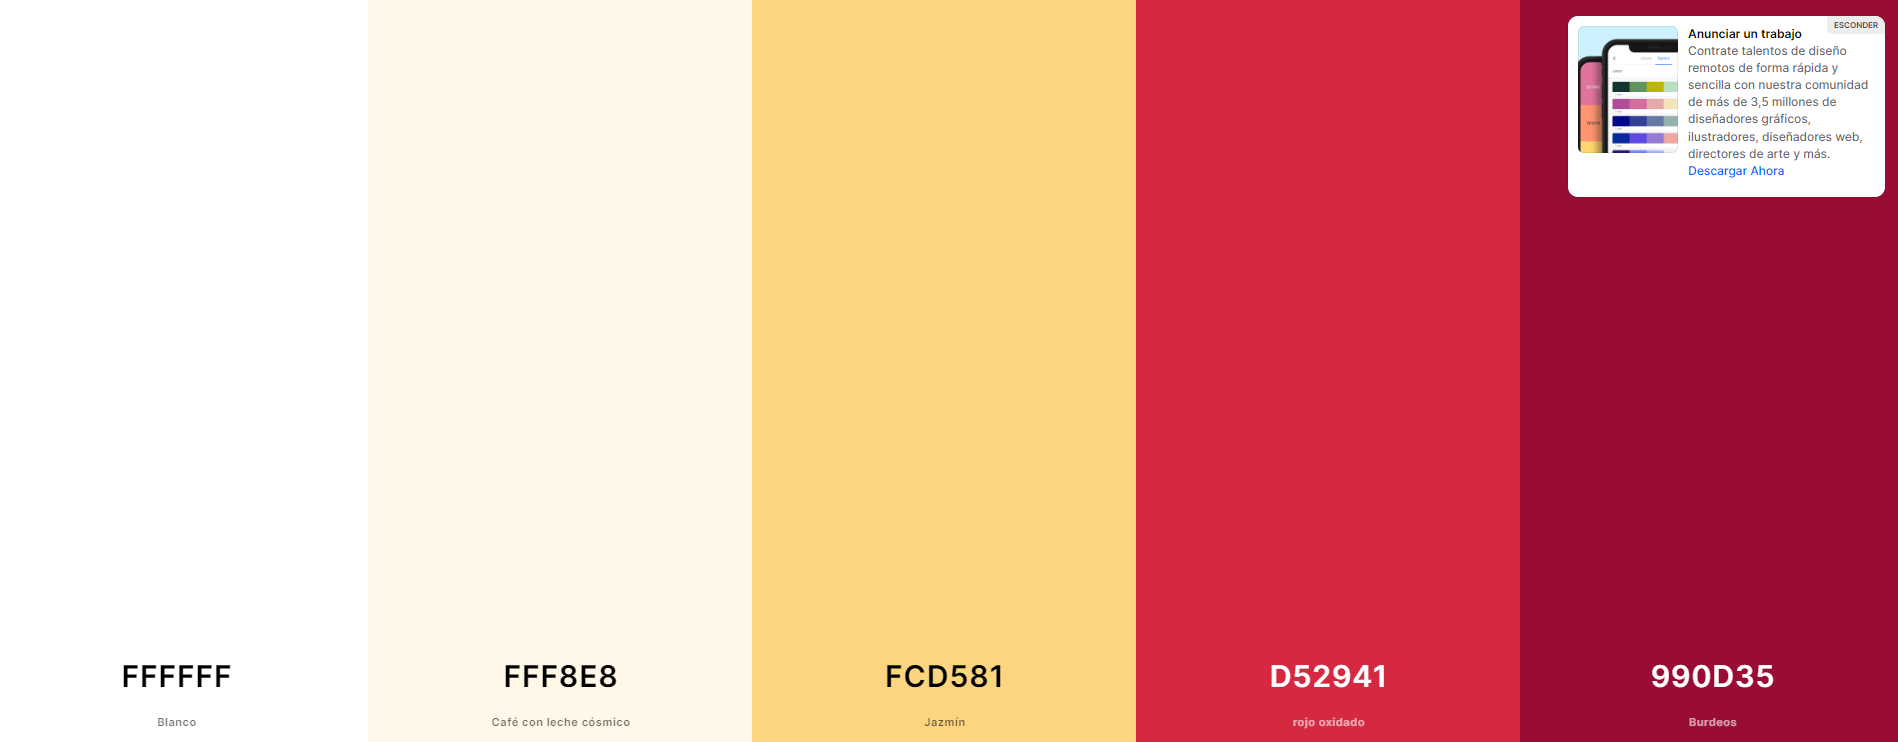 ESCONDER
Anunciar un trabajo
Contrate talentos de diseño
remotos de forma rápida y
sencilla con nuestra comunidad
de más de 3,5 millones de
diseñadores gráficos,
ilustradores, diseñadores web,
directores de arte y más.
Descargar Ahora
FFFFFF
Blanco
FFF8E8
Café con leche cósmico
FCD581
Jazmín
D52941
rojo oxidado
990D35
Burdeos